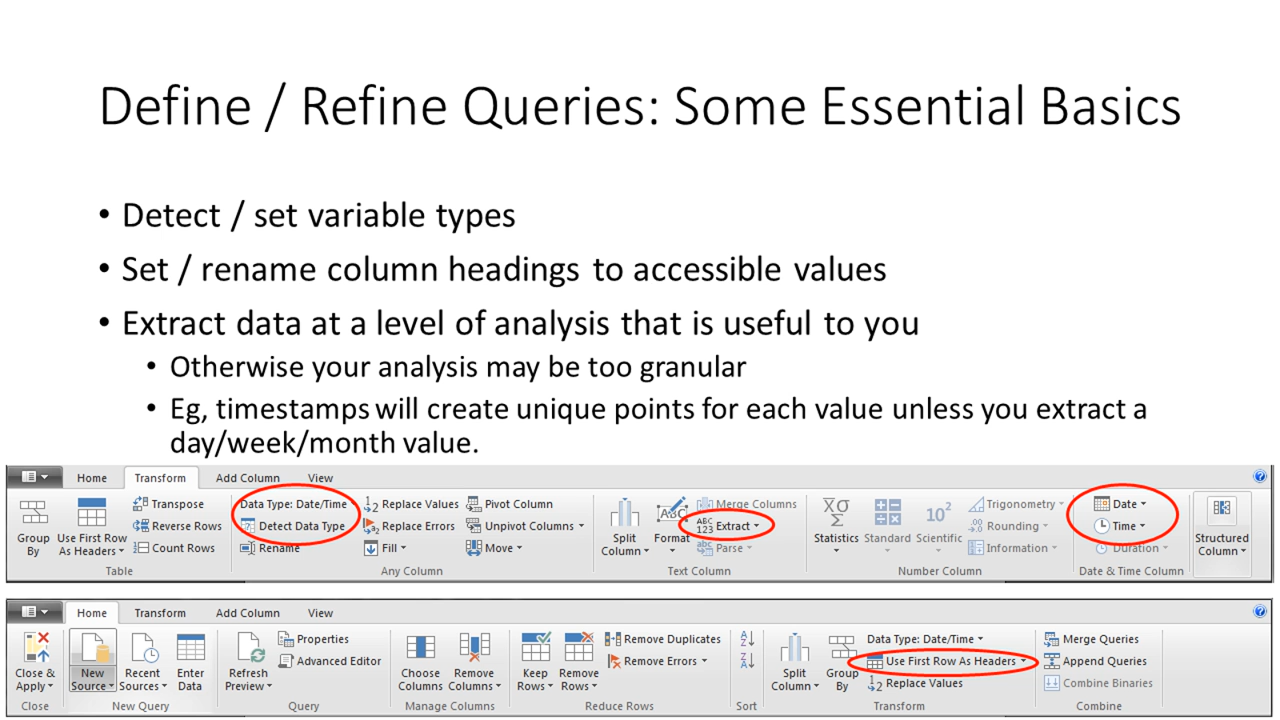 Define / Refine Queries: Some Essential Basics
• Detect / set variable types
• Set / rename column headings to accessible values
• Extract data at a level of analysis that is useful to you
• Otherwise your analysis may be too granular
• Eg, timestamps will create unique points for each value unless you extract a
day/week/month value.
Home Transform Add Column View
Transpose Data Type: Date/Time Replace Values Pivot Column Merge Columns Trigonometry Date
Reverse Rows Detect Data Type Replace Errors Unpivot Columns Extract Rounding Time
Group By Use First Row As Headers Count Rows Rename Fill Move Split Column Format Parse Statistics Standard Scientific Information Duration Structured Column
Table Any Column Text Column Number Column Date & Time Column
Home Transform Add Column View
Properties Remove Duplicates Data Type: Date/Time Merge Queries
Advanced Editor Remove Errors Use First Row As Headers Append Queries
Close & Apply New Source Recent Sources Enter Data Refresh Preview Choose Columns Remove Columns Keep Rows Remove Rows Split Column Group By Replace Values Combine Binaries
Close New Query Query Manage Columns Reduce Rows Sort Transform Combine